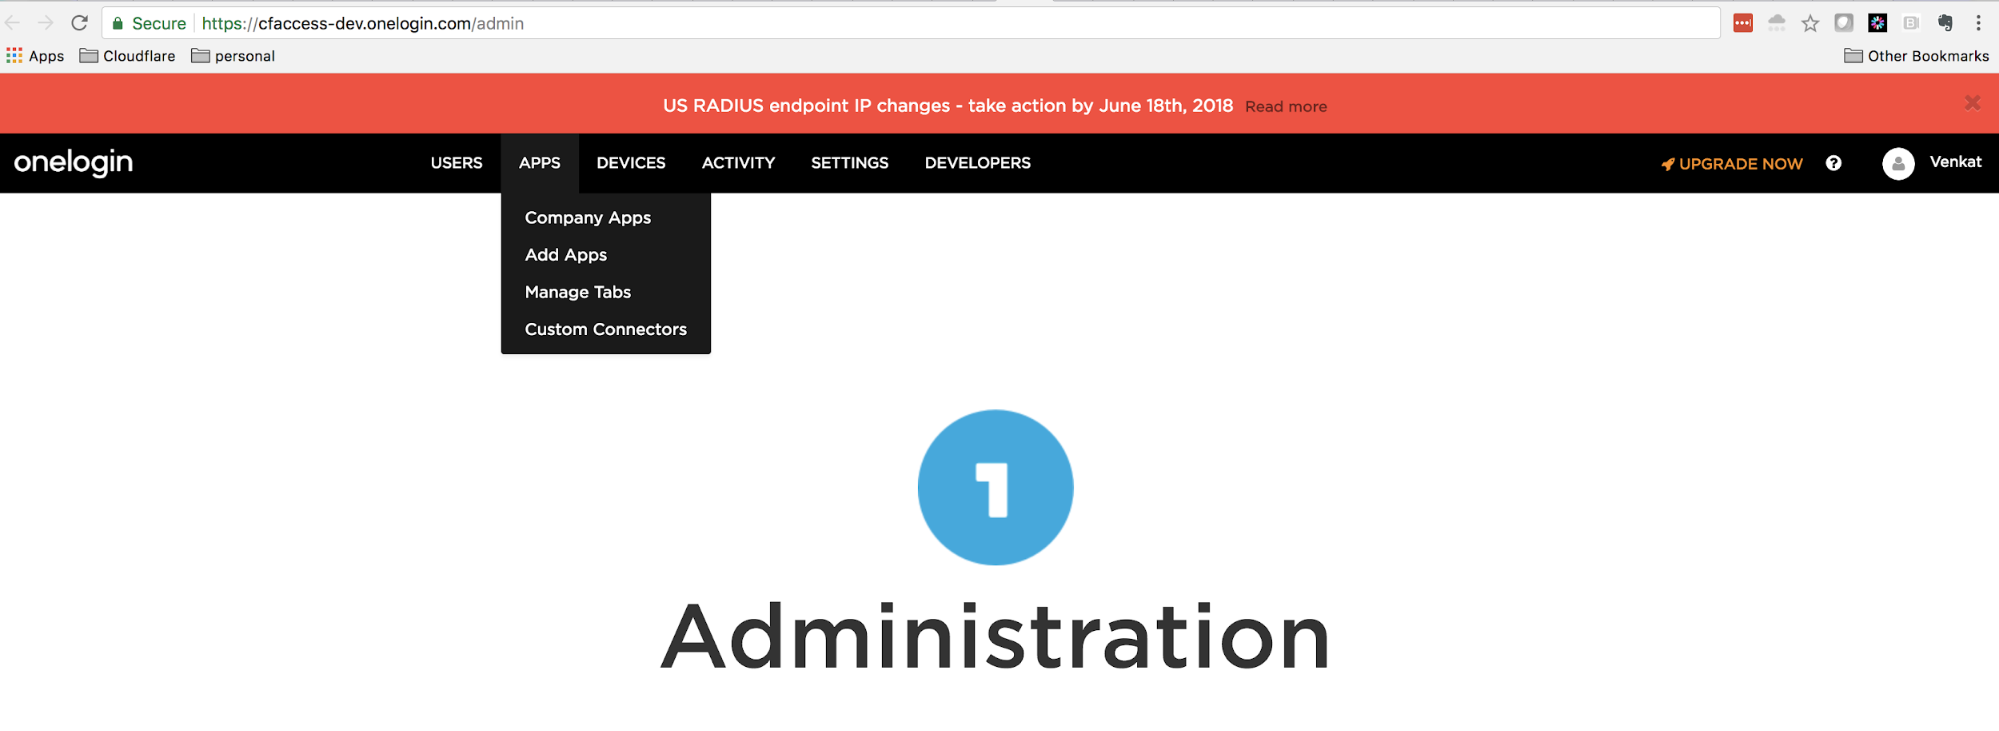 Secure https://cfaccess-dev.onelogin.com/admin
Apps Cloudflare personal Other Bookmarks
US RADIUS endpoint IP changes - take action by June 18th, 2018 Read more
onelogin USERS APPS DEVICES ACTIVITY SETTINGS DEVELOPERS UPGRADE NOW ? Venkat
Company Apps
Add Apps
Manage Tabs
Custom Connectors
1
Administration